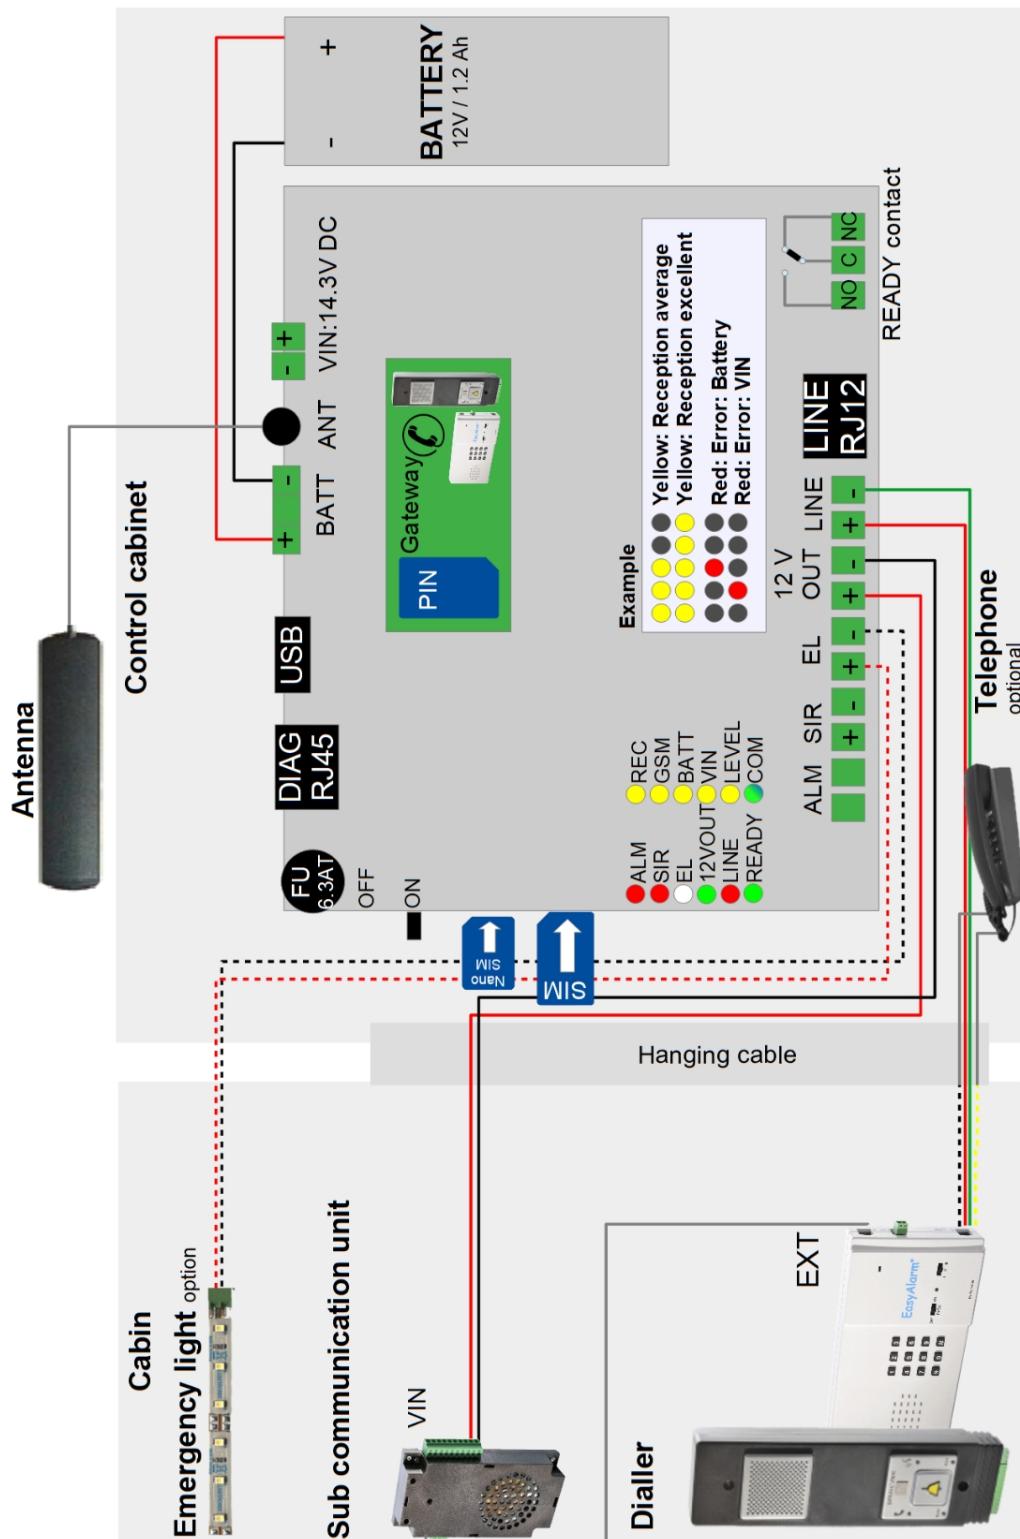 Antenna
Control cabinet
BATTERY
12V / 1.2 Ah
-
+
FU
6.3AT
DIAG
RJ45
USB
+
-
BATT
ANT
-
+
VIN:14.3V DC
OFF
ON
PIN
Gateway
Nano
SIM
SIM
ALM
SIR
EL
12VOUT
LINE
READY
REC
GSM
BATT
VIN
LEVEL
COM
Example
Yellow: Reception average
Yellow: Reception excellent
Red: Error: Battery
Red: Error: VIN
ALM
SIR
EL
12 V
OUT
LINE
LINE
RJ12
+
-
+
-
+
-
+
-
NO
C
NC
READY contact
Telephone
optional
Hanging cable
Cabin
Emergency light option
Sub communication unit
VIN
Dialler
EXT
EasyAlarm®